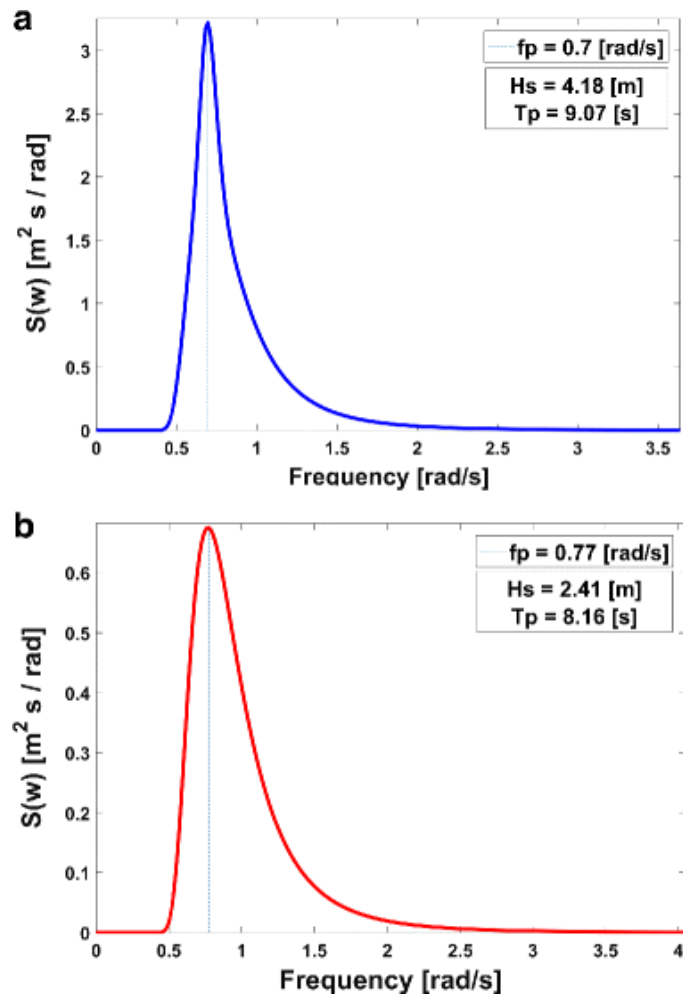 a
fp = 0.7 [rad/s]
Hs = 4.18 [m]
Tp = 9.07 [s]
S(w) [m² s / rad]
3
2.5
2
1.5
1
0.5
0
0 0.5 1 1.5 2 2.5 3 3.5
Frequency [rad/s]
b
fp = 0.77 [rad/s]
Hs = 2.41 [m]
Tp = 8.16 [s]
S(w) [m² s / rad]
0.6
0.5
0.4
0.3
0.2
0.1
0
0 0.5 1 1.5 2 2.5 3 3.5 4
Frequency [rad/s]